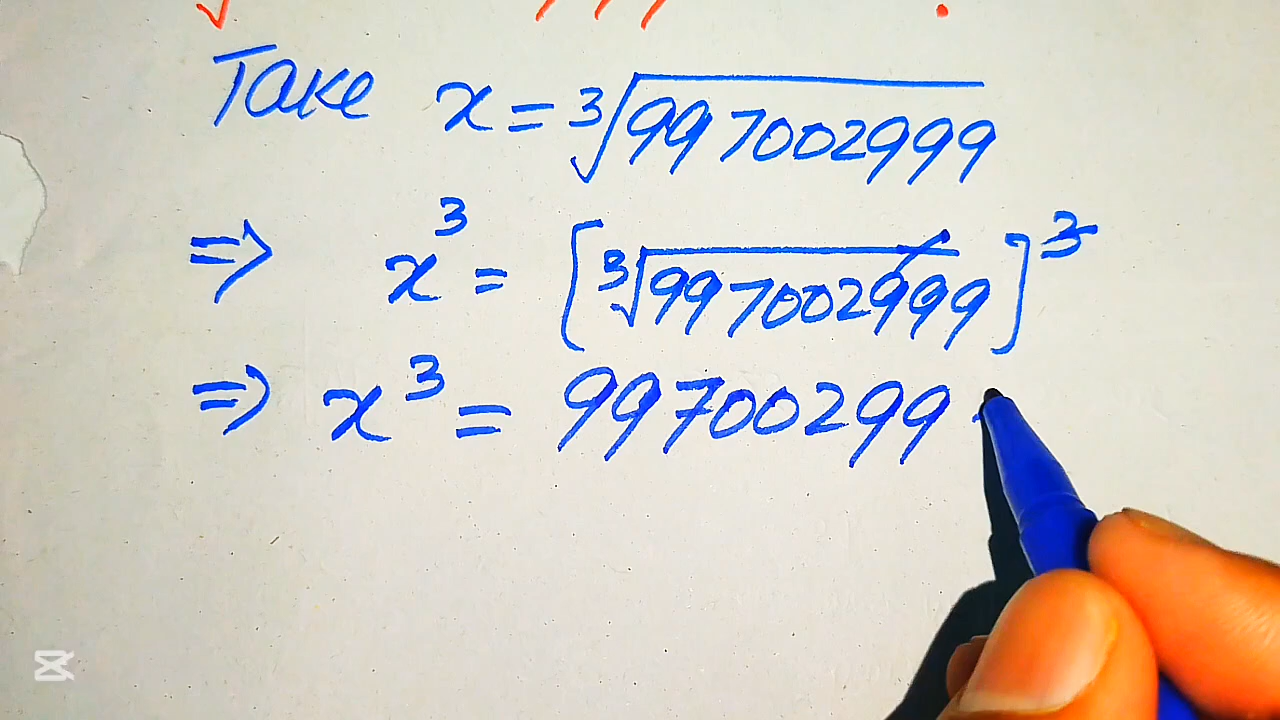 Take x = ∛997002999
⇒ x³ = [∛997002999]³
⇒ x³ = 99700299